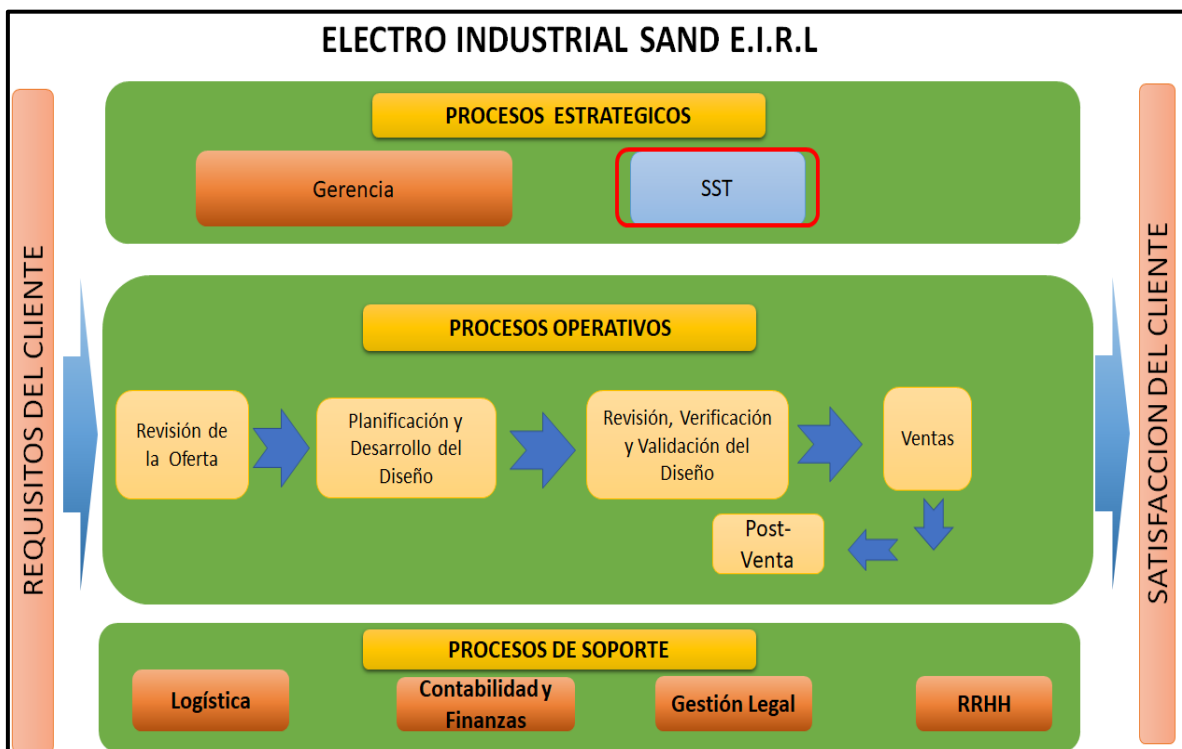 ELECTRO INDUSTRIAL SAND E.I.R.L
REQUISITOS DEL CLIENTE
PROCESOS ESTRATEGICOS
Gerencia
SST
PROCESOS OPERATIVOS
Revisión de
la Oferta
Planificación y
Desarrollo del
Diseño
Revisión, Verificación
y Validación del
Diseño
Ventas
Post-
Venta
PROCESOS DE SOPORTE
Logística
Contabilidad y
Finanzas
Gestión Legal
RRHH
SATISFACCION DEL CLIENTE